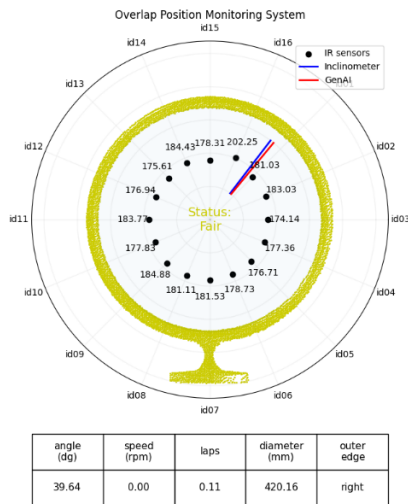 Overlap Position Monitoring System
id15
id14
id16
IR sensors
Inclinometer
GenAI
id01
id13
id02
id12
184.43
178.31
202.25
175.61
181.03
176.94
183.03
id11
183.77
Status:
Fair
174.14
id03
177.83
177.36
184.88
176.71
181.11
178.73
181.53
id10
id04
id09
id05
id08
id06
id07
angle
(dg)
speed
(rpm)
laps
diameter
(mm)
outer
edge
39.64
0.00
0.11
420.16
right